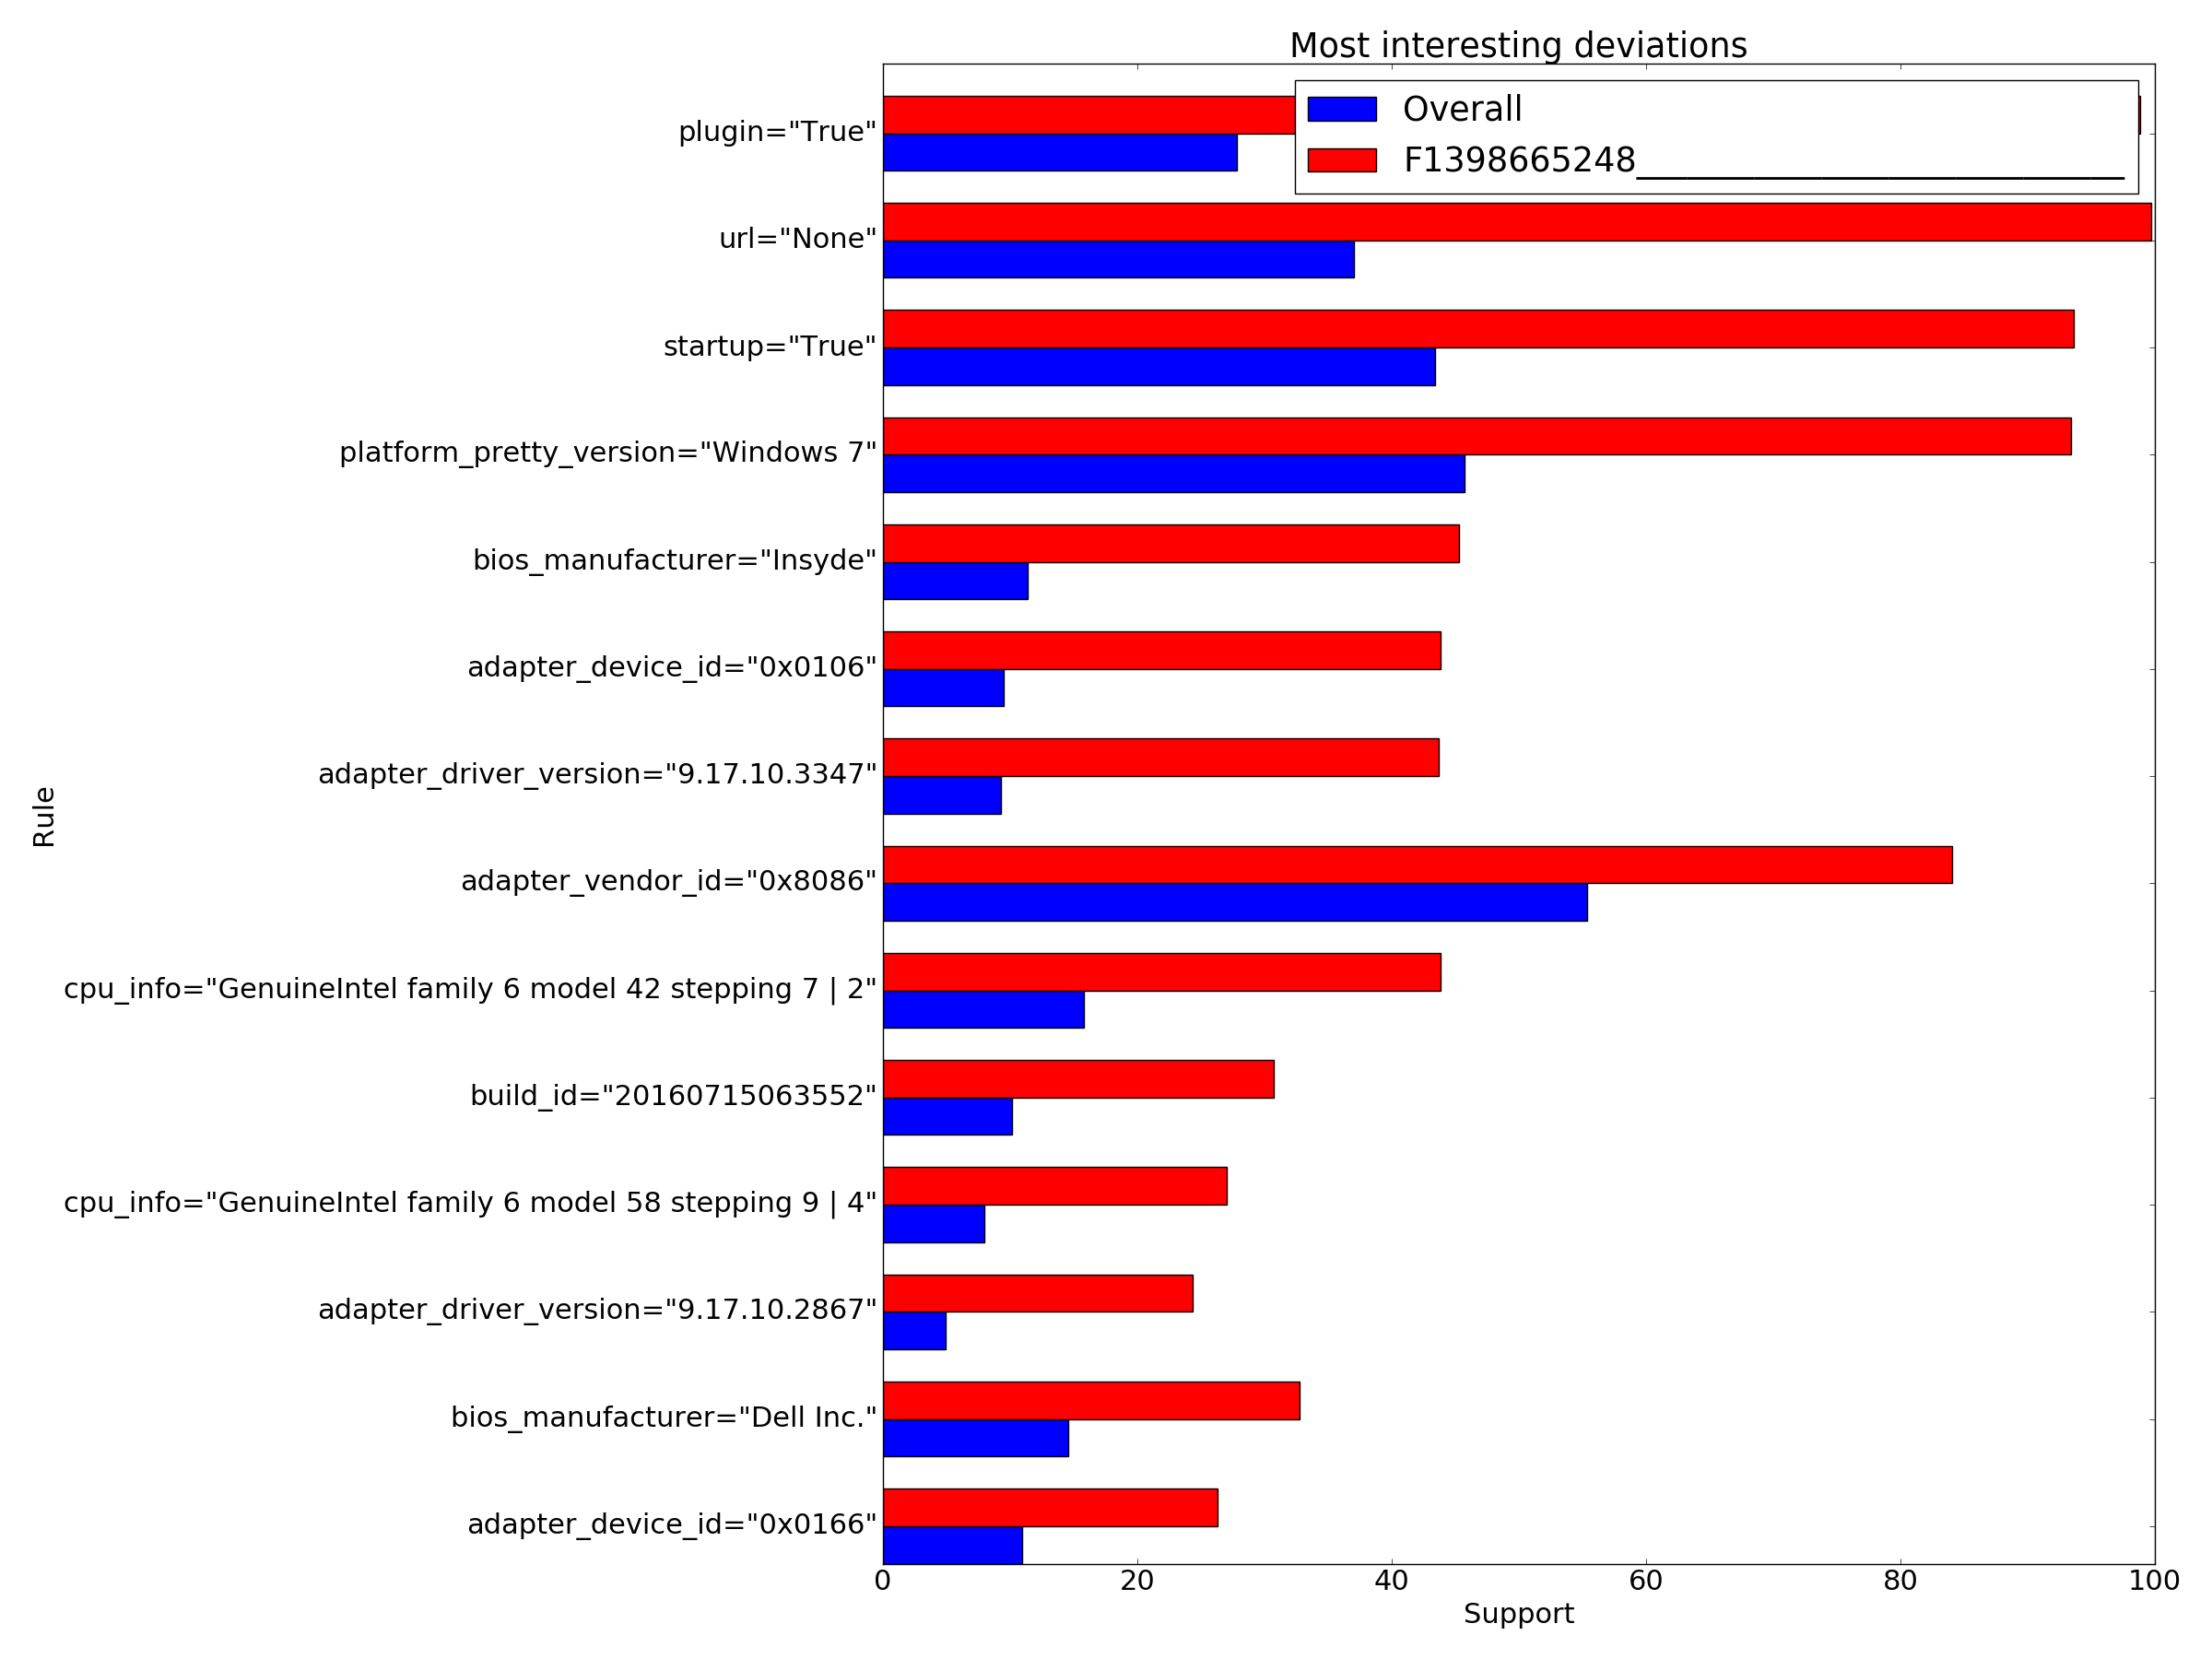 Most interesting deviations
Overall
F1398665248_____________________________
plugin="True"
url="None"
startup="True"
platform_pretty_version="Windows 7"
bios_manufacturer="Insyde"
adapter_device_id="0x0106"
adapter_driver_version="9.17.10.3347"
adapter_vendor_id="0x8086"
cpu_info="GenuineIntel family 6 model 42 stepping 7 | 2"
build_id="20160715063552"
cpu_info="GenuineIntel family 6 model 58 stepping 9 | 4"
adapter_driver_version="9.17.10.2867"
bios_manufacturer="Dell Inc."
adapter_device_id="0x0166"
Rule
0 20 40 60 80 100
Support